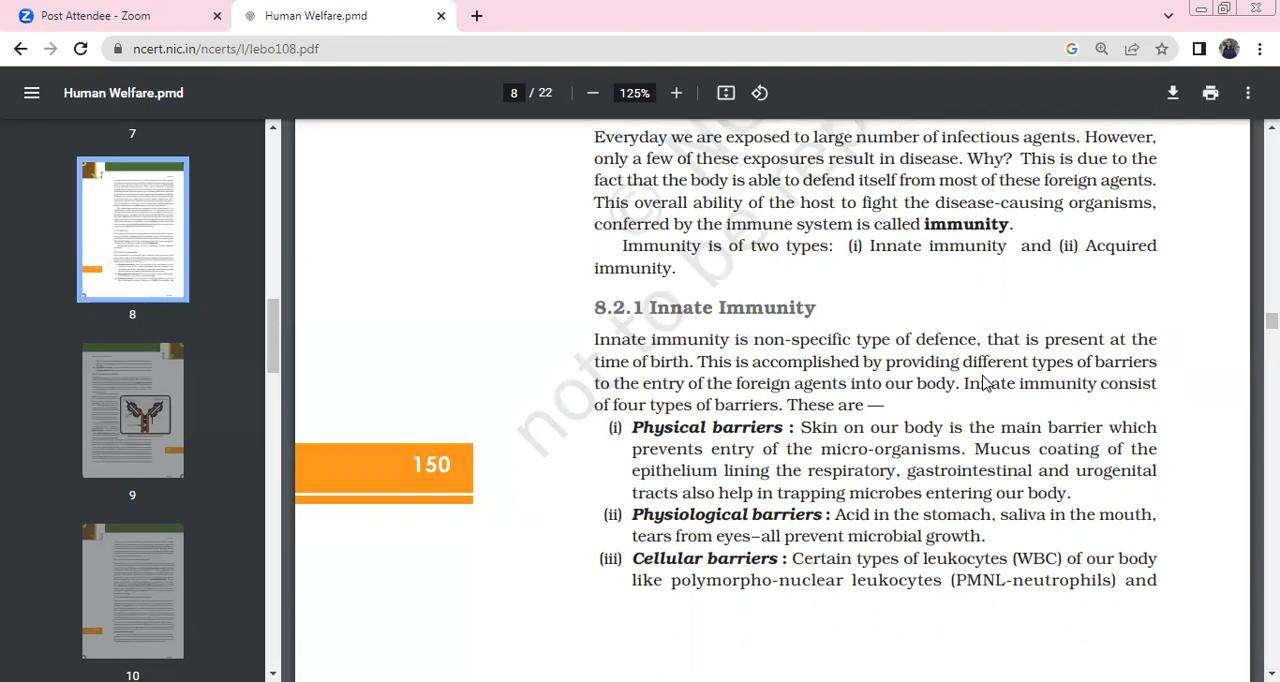 Post Attendee - Zoom
Human Welfare.pmd
ncert.nic.in/ncerts/l/lebo108.pdf
Human Welfare.pmd
8 / 22
125%
7
8
9
10
150
Everyday we are exposed to large number of infectious agents. However,
only a few of these exposures result in disease. Why? This is due to the
fact that the body is able to defend itself from most of these foreign agents.
This overall ability of the host to fight the disease-causing organisms,
conferred by the immune system is called immunity.
Immunity is of two types: (i) Innate immunity and (ii) Acquired
immunity.
8.2.1 Innate Immunity
Innate immunity is non-specific type of defence, that is present at the
time of birth. This is accomplished by providing different types of barriers
to the entry of the foreign agents into our body. Innate immunity consist
of four types of barriers. These are —
(i) Physical barriers : Skin on our body is the main barrier which
prevents entry of the micro-organisms. Mucus coating of the
epithelium lining the respiratory, gastrointestinal and urogenital
tracts also help in trapping microbes entering our body.
(ii) Physiological barriers : Acid in the stomach, saliva in the mouth,
tears from eyes–all prevent microbial growth.
(iii) Cellular barriers : Certain types of leukocytes (WBC) of our body
like polymorpho-nuclear leukocytes (PMNL-neutrophils) and
not to be rep